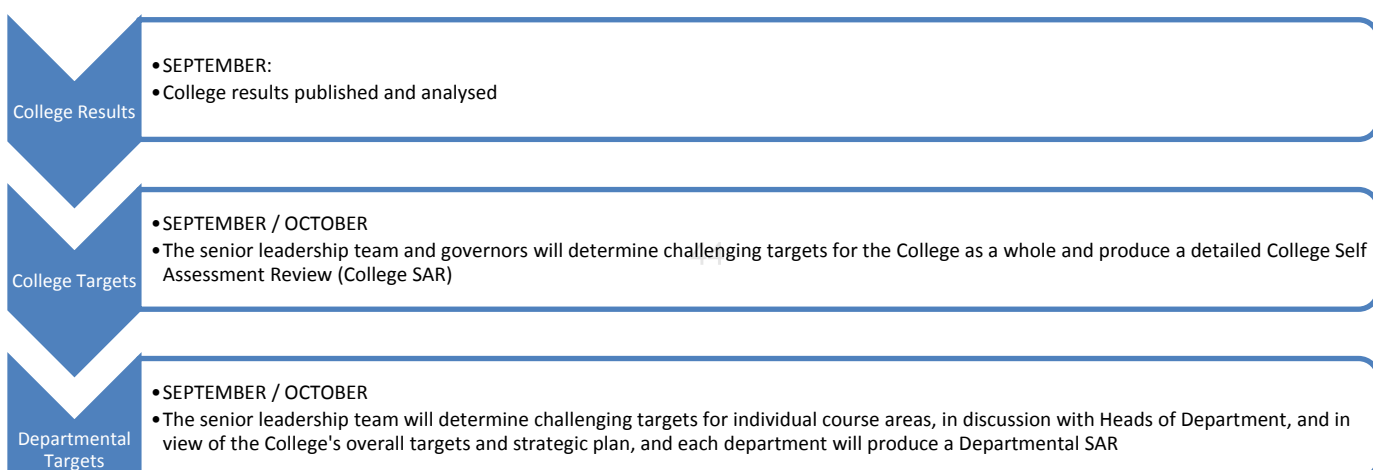 College Results
•SEPTEMBER:
•College results published and analysed
College Targets
•SEPTEMBER / OCTOBER
•The senior leadership team and governors will determine challenging targets for the College as a whole and produce a detailed College Self
Assessment Review (College SAR)
Departmental
Targets
•SEPTEMBER / OCTOBER
•The senior leadership team will determine challenging targets for individual course areas, in discussion with Heads of Department, and in
view of the College's overall targets and strategic plan, and each department will produce a Departmental SAR